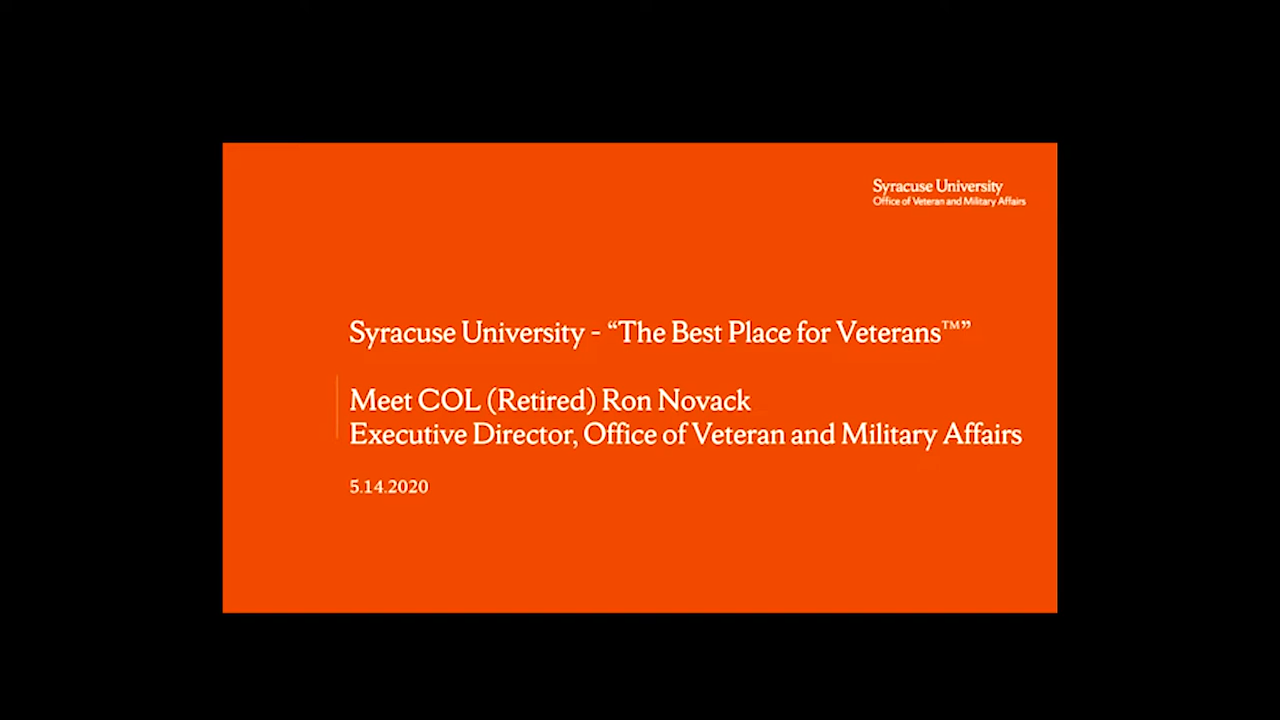 Syracuse University
Office of Veteran and Military Affairs
Syracuse University - “The Best Place for Veterans™”
Meet COL (Retired) Ron Novack
Executive Director, Office of Veteran and Military Affairs
5.14.2020